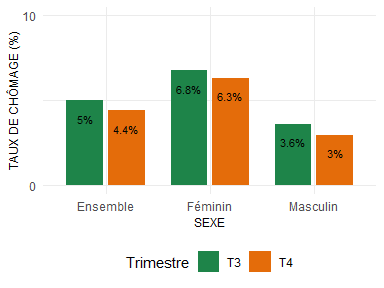 10
0
TAUX DE CHÔMAGE (%)
5%
4.4%
6.8%
6.3%
3.6%
3%
Ensemble
Féminin
Masculin
SEXE
Trimestre
T3
T4